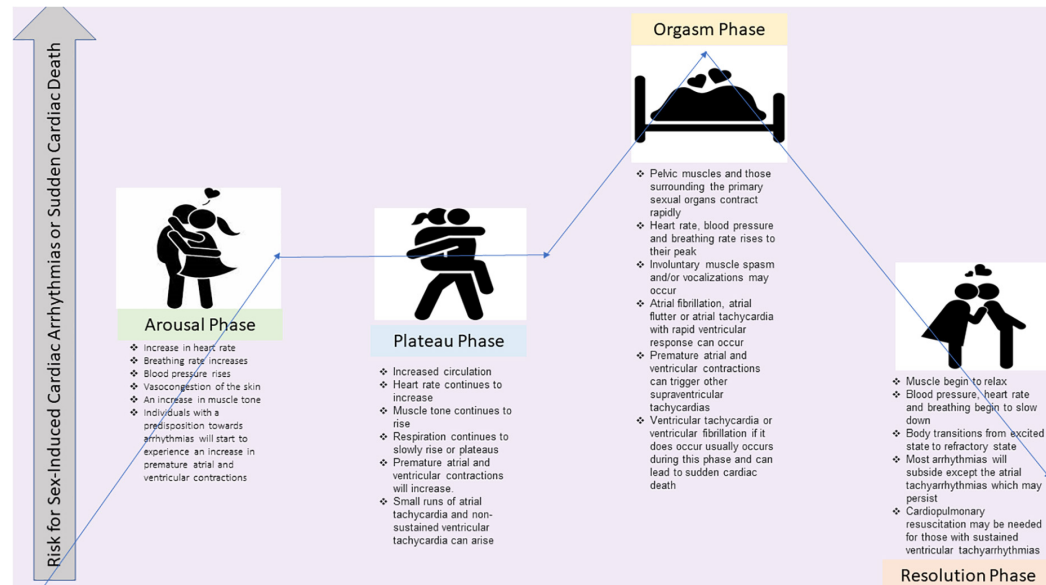 Risk for Sex-Induced Cardiac Arrhythmias or Sudden Cardiac Death
Arousal Phase
❖ Increase in heart rate
❖ Breathing rate increases
❖ Blood pressure rises
❖ Vasocongestion of the skin
❖ An increase in muscle tone
❖ Individuals with a
predisposition towards
arrhythmias will start to
experience an increase in
premature atrial and
ventricular contractions
Plateau Phase
❖ Increased circulation
❖ Heart rate continues to
increase
❖ Muscle tone continues to
rise
❖ Respiration continues to
slowly rise or plateaus
❖ Premature atrial and
ventricular contractions
will increase.
❖ Small runs of atrial
tachycardia and non-
sustained ventricular
tachycardia can arise
Orgasm Phase
❖ Pelvic muscles and those
surrounding the primary
sexual organs contract
rapidly
❖ Heart rate, blood pressure
and breathing rate rises to
their peak
❖ Involuntary muscle spasm
and/or vocalizations may
occur
❖ Atrial fibrillation, atrial
flutter or atrial tachycardia
with rapid ventricular
response can occur
❖ Premature atrial and
ventricular contractions
can trigger other
supraventricular
tachycardias
❖ Ventricular tachycardia or
ventricular fibrillation if it
does occur usually occurs
during this phase and can
lead to sudden cardiac
death
❖ Muscle begin to relax
❖ Blood pressure, heart rate
and breathing begin to slow
down
❖ Body transitions from excited
state to refractory state
❖ Most arrhythmias will
subside except the atrial
tachyarrhythmias which may
persist
❖ Cardiopulmonary
resuscitation may be needed
for those with sustained
ventricular tachyarrhythmias
Resolution Phase